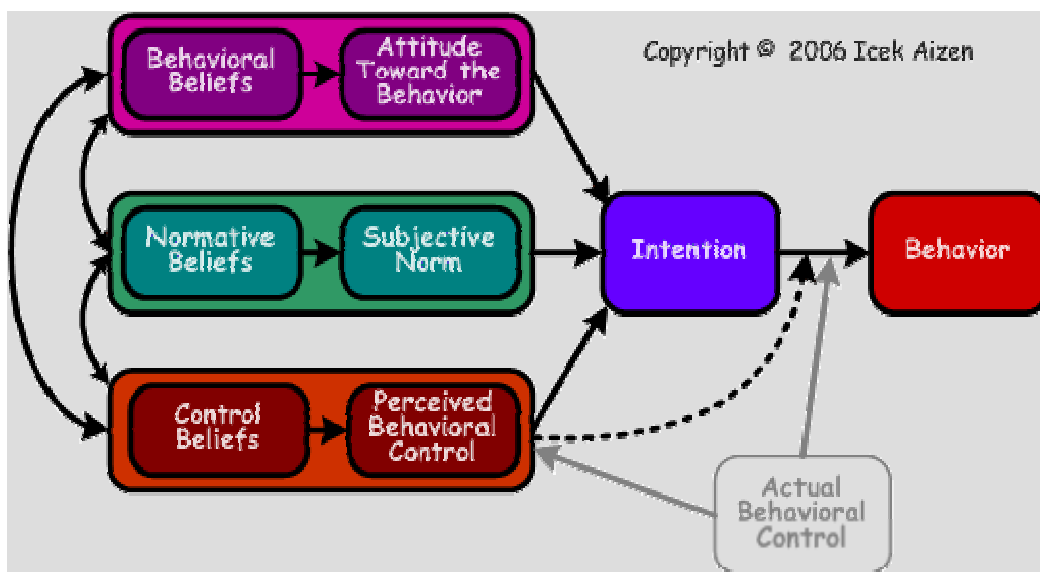 Behavioral
Beliefs
Attitude
Toward the
Behavior
Copyright © 2006 Icek Aizen
Normative
Beliefs
Subjective
Norm
Intention
Behavior
Control
Beliefs
Perceived
Behavioral
Control
Actual
Behavioral
Control